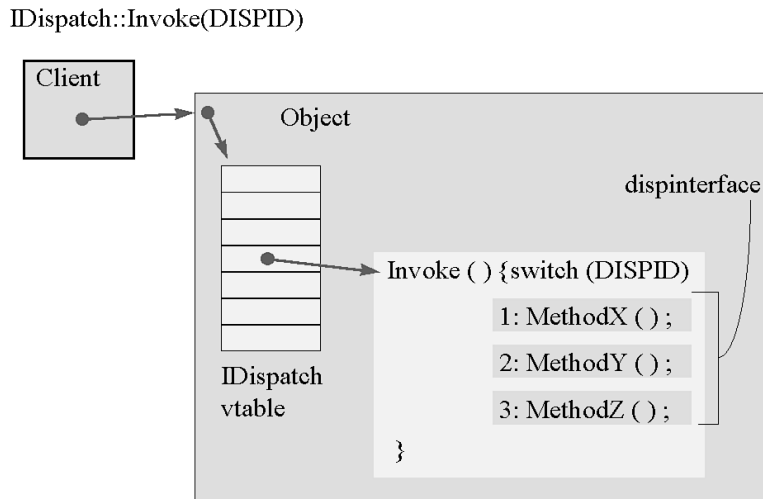 IDispatch::Invoke(DISPID)
Client
Object
dispinterface
Invoke ( ) {switch (DISPID)
1: MethodX ( ) ;
2: MethodY ( ) ;
3: MethodZ ( ) ;
}
IDispatch
vtable